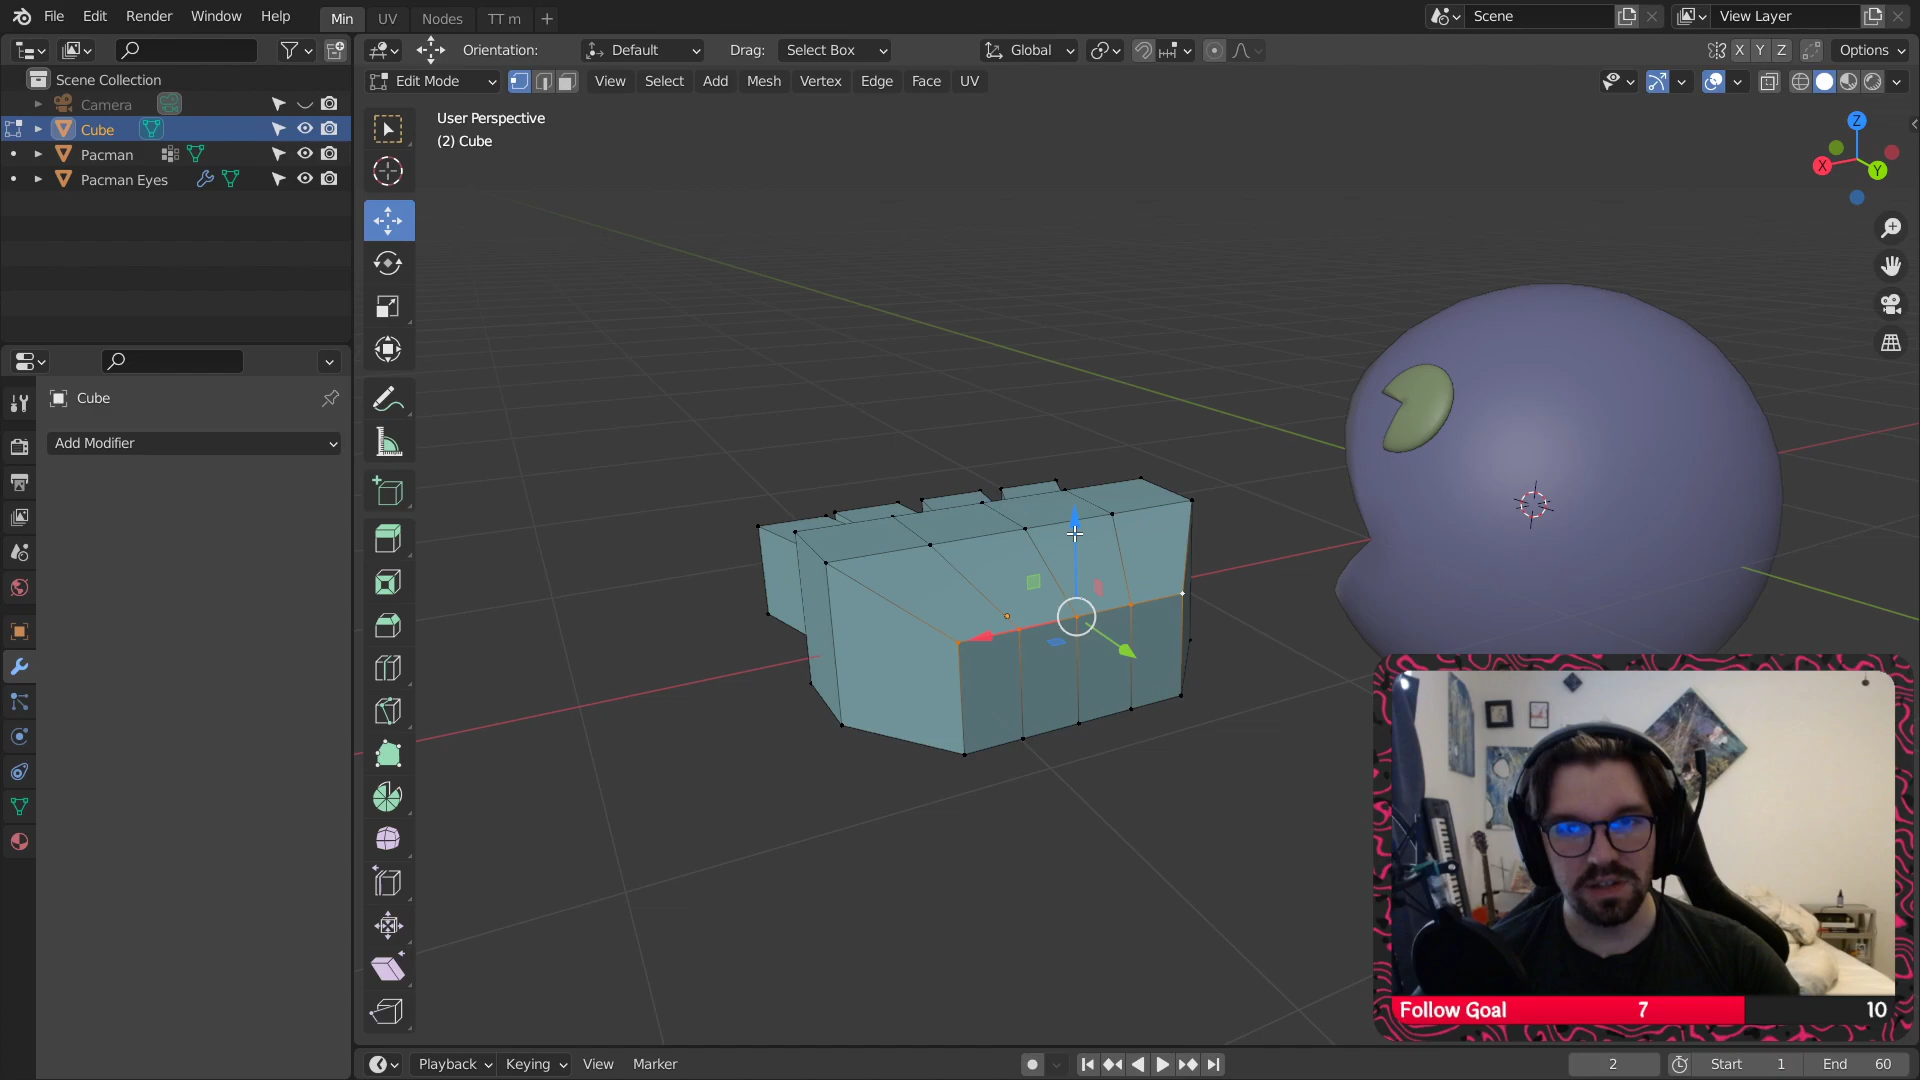 File Edit Render Window Help
Min UV Nodes TT m
Scene
View Layer
Orientation: Default Drag: Select Box
Global
X Y Z Options
Edit Mode View Select Add Mesh Vertex Edge Face UV
Scene Collection
Camera
Cube
Pacman
Pacman Eyes
User Perspective
(2) Cube
Z
X
Y
Cube
Add Modifier
Follow Goal 7 10
Playback Keying View Marker
2 Start 1 End 60